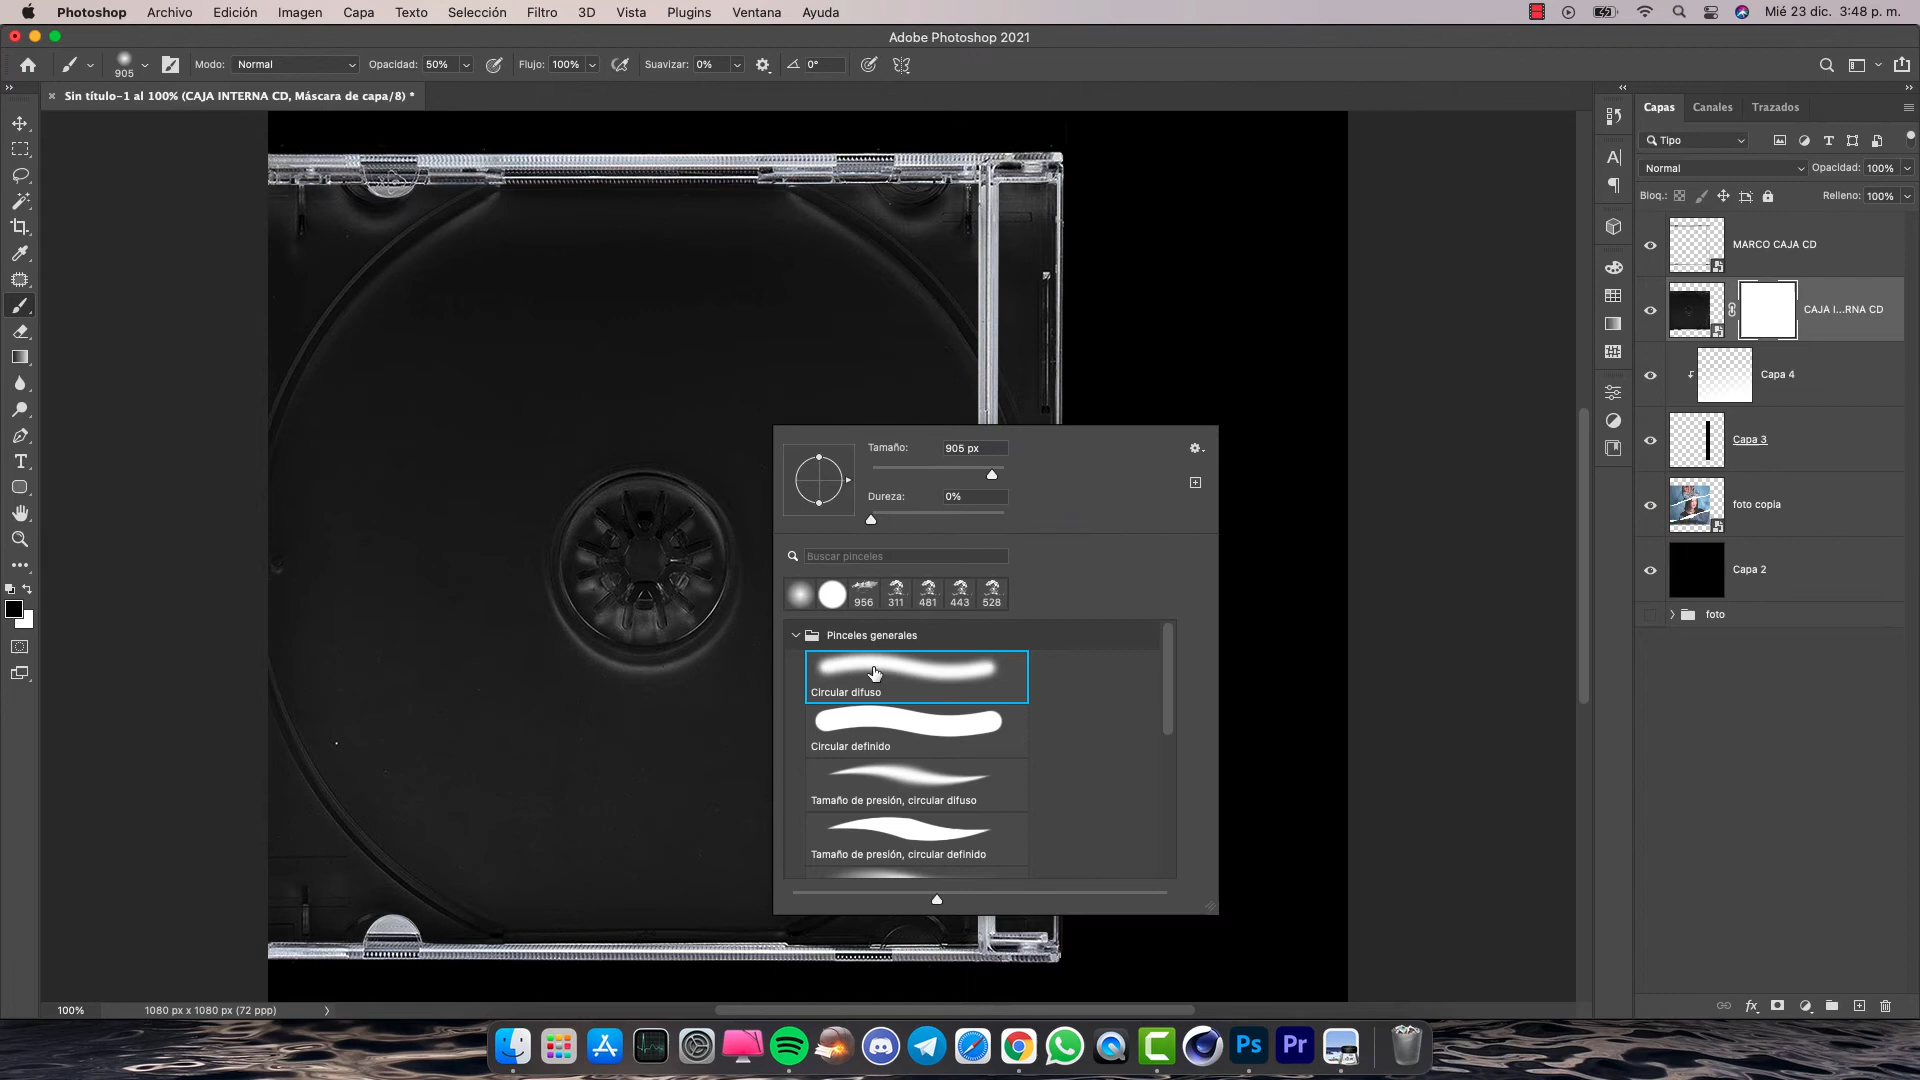 Photoshop Archivo Edición Imagen Capa Texto Selección Filtro 3D Vista Plugins Ventana Ayuda Mié 23 dic. 3:48 p. m.
Adobe Photoshop 2021
905 Modo: Normal Opacidad: 50% Flujo: 100% Suavizar: 0% 0°
Sin título-1 al 100% (CAJA INTERNA CD, Máscara de capa/8) *
Capas Canales Trazados
Tipo
Normal Opacidad: 100%
Bloq.: Relleno: 100%
MARCO CAJA CD
CAJA I...RNA CD
Capa 4
Capa 3
foto copia
Capa 2
foto
Tamaño: 905 px
Dureza: 0%
Buscar pinceles
956 311 481 443 528
Pinceles generales
Circular difuso
Circular definido
Tamaño de presión, circular difuso
Tamaño de presión, circular definido
100% 1080 px x 1080 px (72 ppp)
Ps Pr